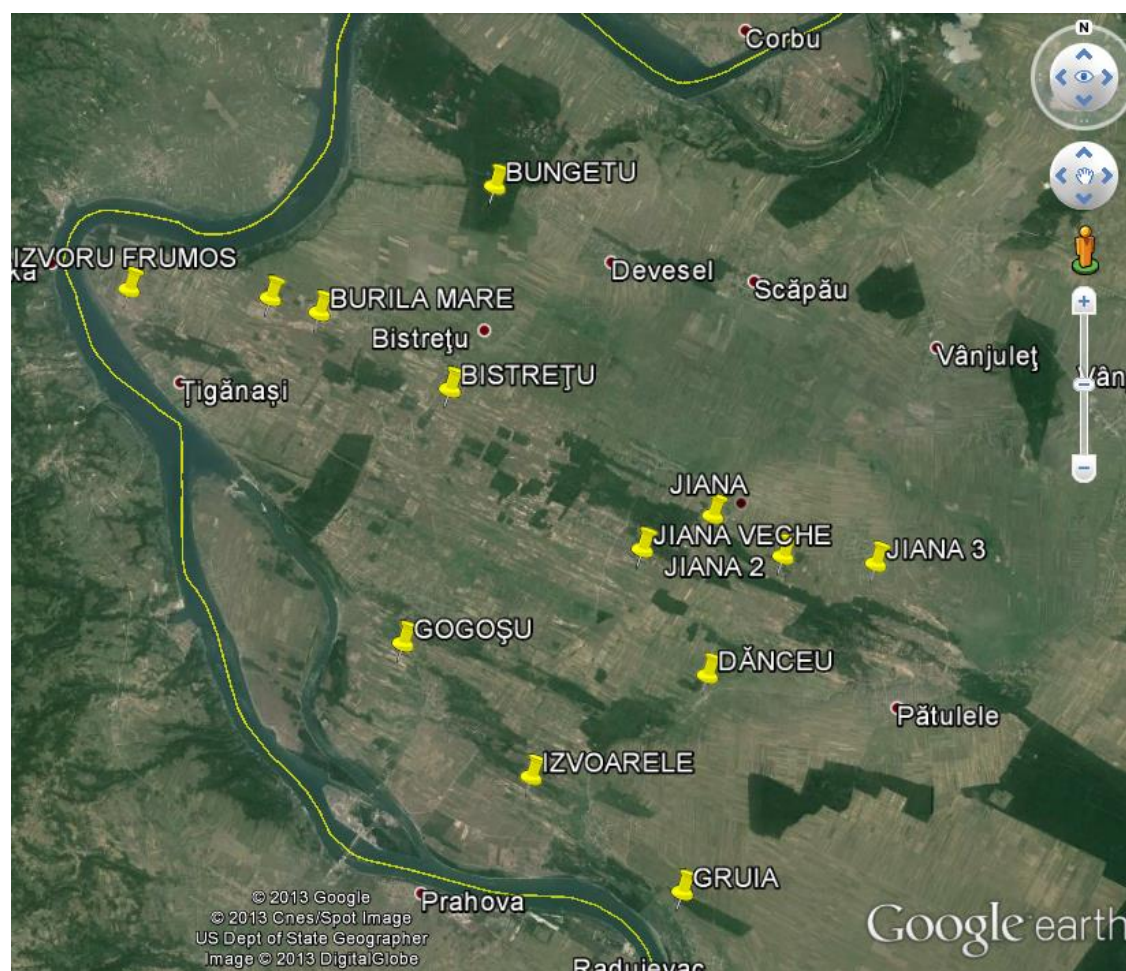 Corbu
N
BUNGETU
IZVORU FRUMOS
Devesel
Scăpău
BURILA MARE
Bistreţu
Vânjuleţ
BISTREŢU
Țigănași
JIANA
JIANA VECHE
JIANA 2
JIANA 3
GOGOŞU
DĂNCEU
Pătulele
IZVOARELE
GRUIA
Prahova
© 2013 Google
© 2013 Cnes/Spot Image
US Dept of State Geographer
Image © 2013 DigitalGlobe
Google earth
Radujevac